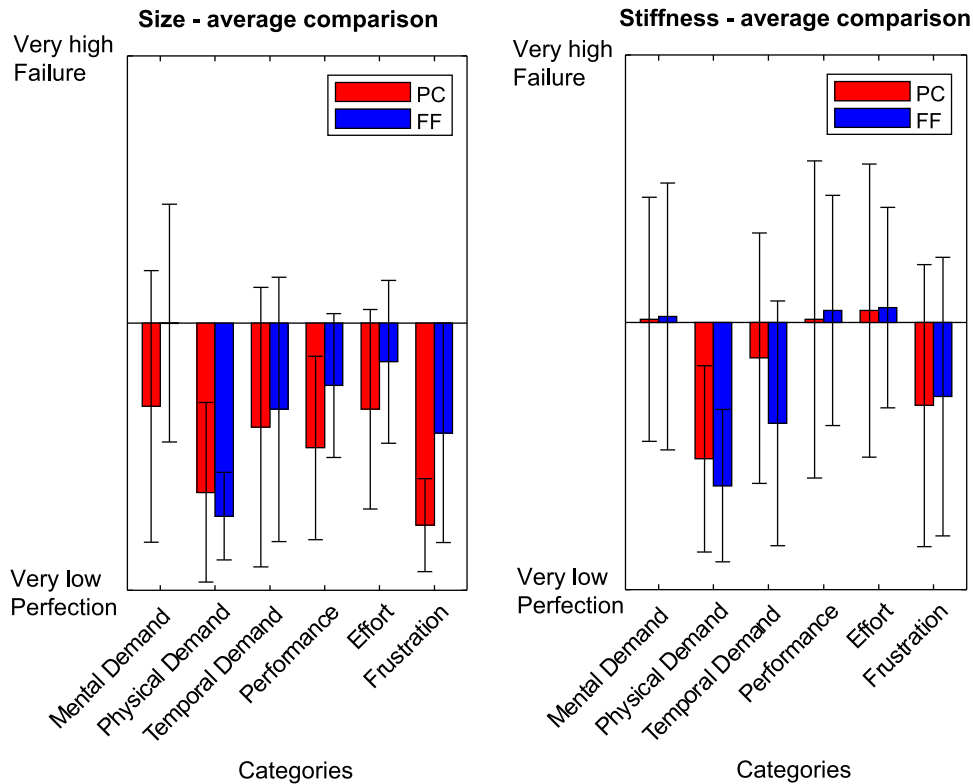 Size - average comparison
Very high
Failure
PC
FF
Very low
Perfection
Mental Demand
Physical Demand
Temporal Demand
Performance
Effort
Frustration
Categories
Stiffness - average comparison
Very high
Failure
PC
FF
Very low
Perfection
Mental Demand
Physical Demand
Temporal Demand
Performance
Effort
Frustration
Categories